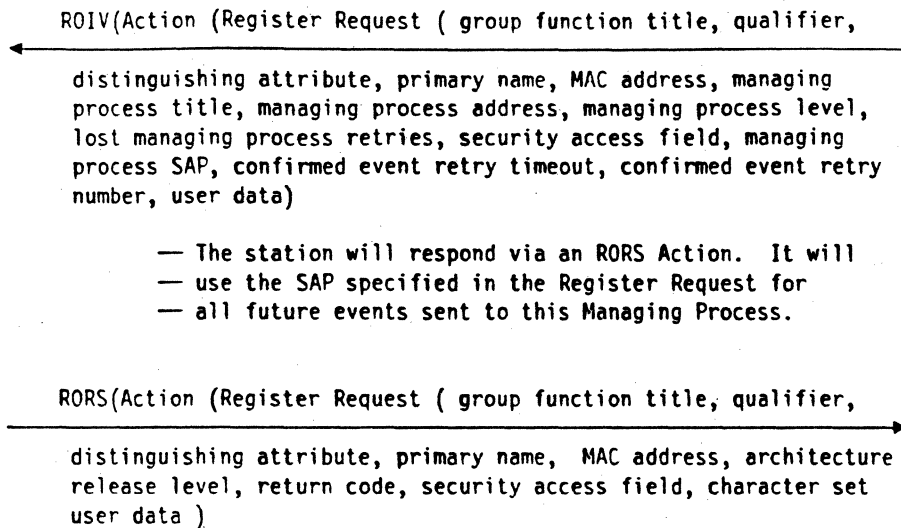 ROIV(Action (Register Request ( group function title, qualifier,
distinguishing attribute, primary name, MAC address, managing
process title, managing process address, managing process level,
lost managing process retries, security access field, managing
process SAP, confirmed event retry timeout, confirmed event retry
number, user data)
— The station will respond via an RORS Action. It will
— use the SAP specified in the Register Request for
— all future events sent to this Managing Process.
RORS(Action (Register Request ( group function title, qualifier,
distinguishing attribute, primary name, MAC address, architecture
release level, return code, security access field, character set
user data )